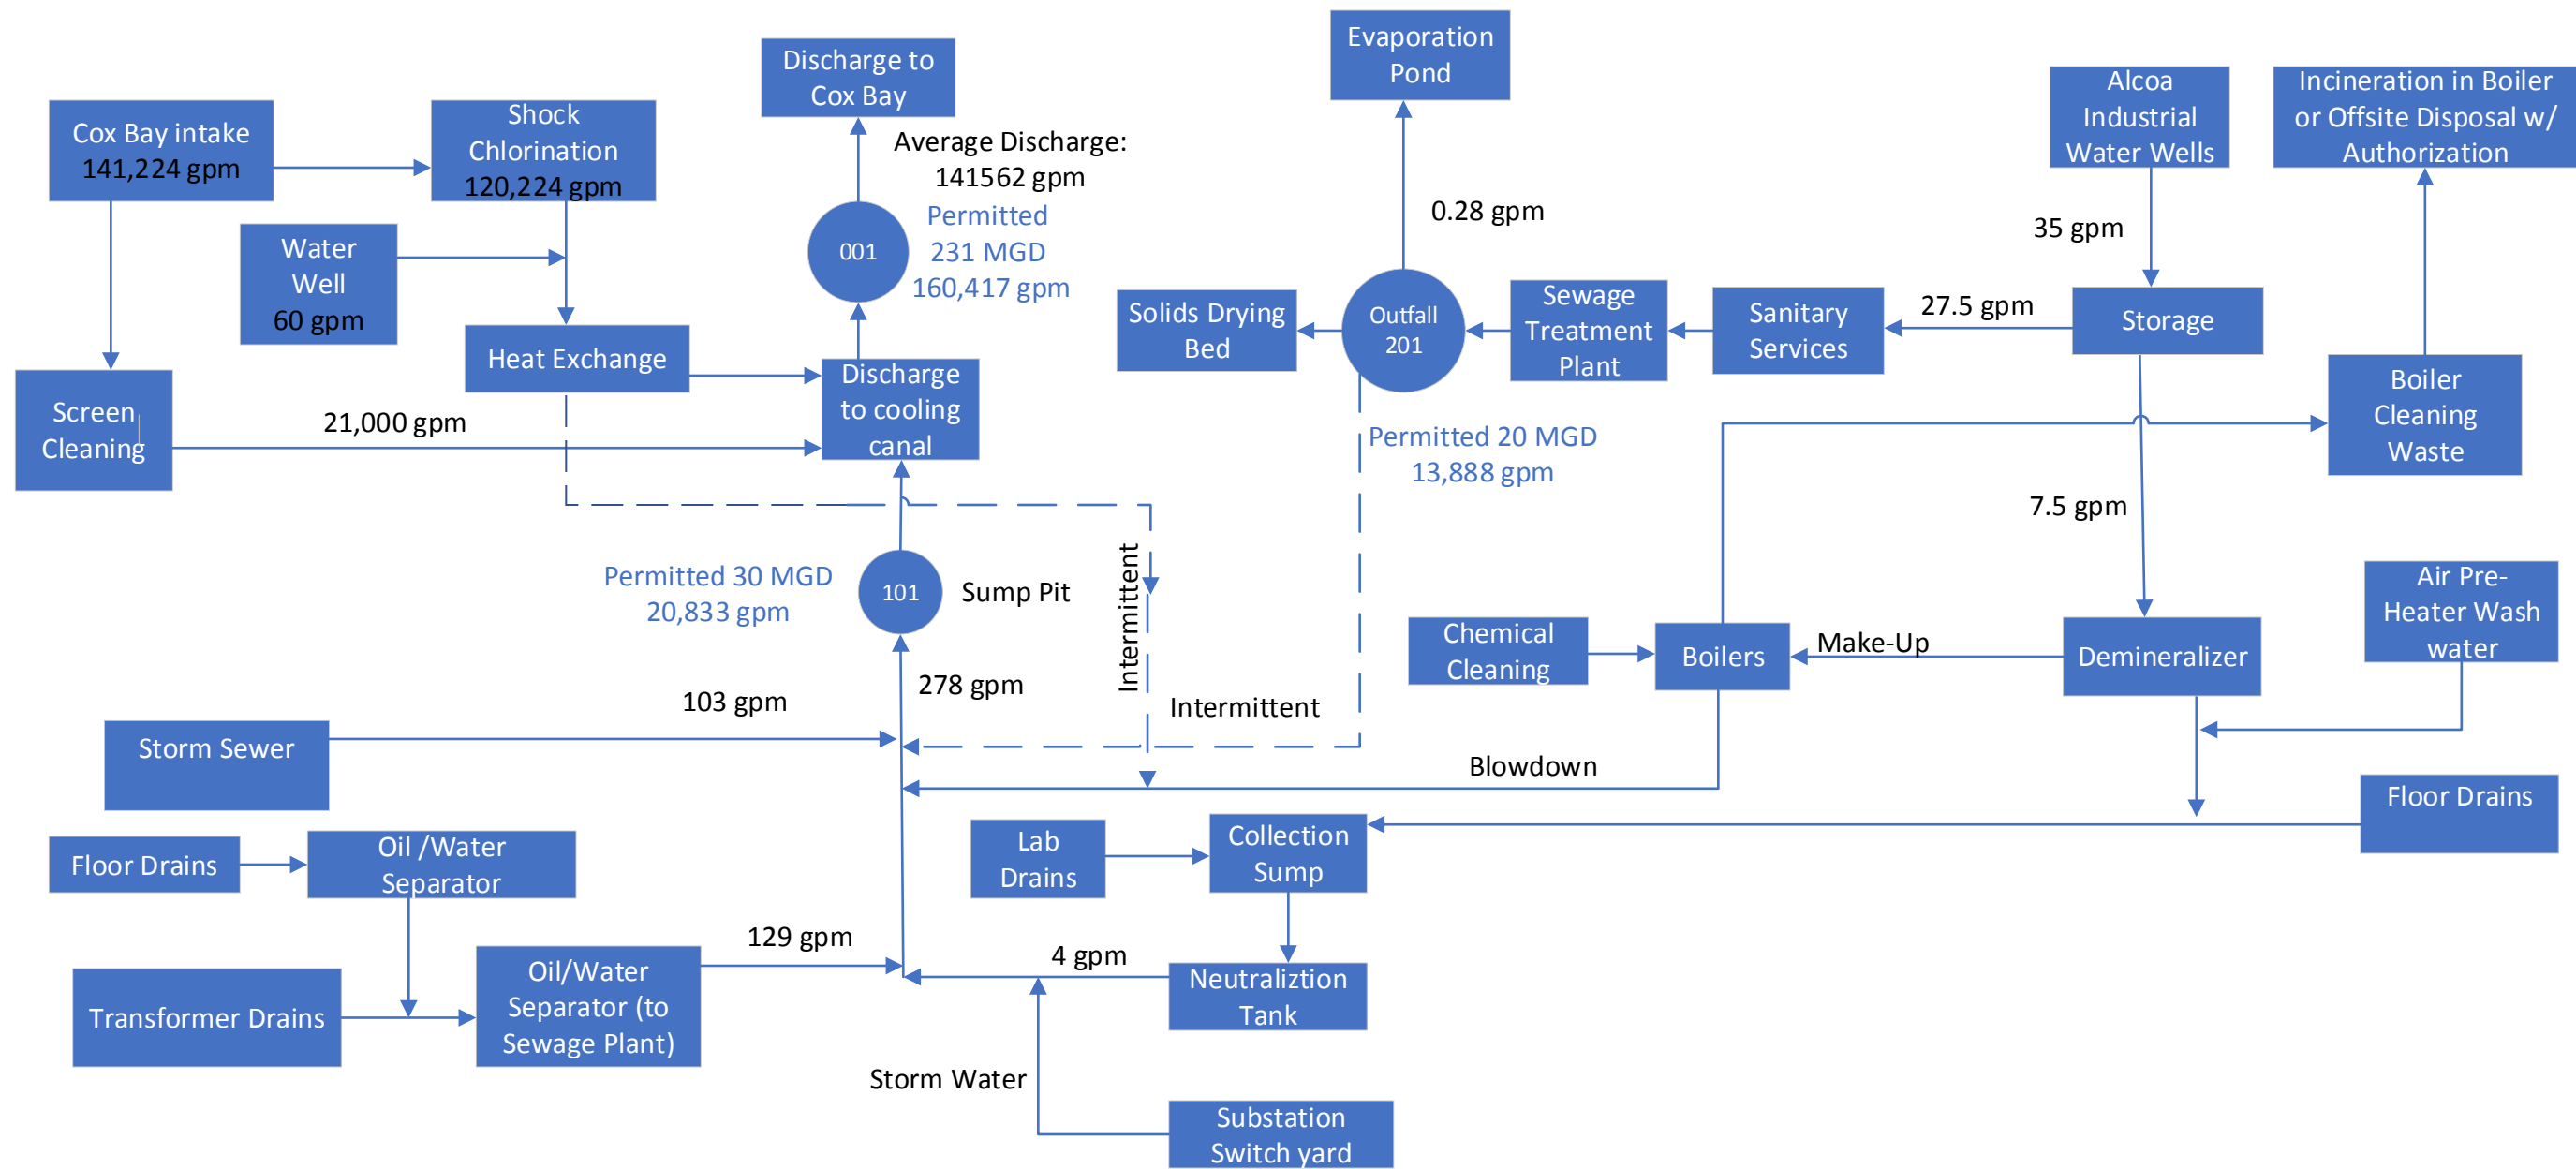 Discharge to
Cox Bay
Evaporation
Pond
Alcoa
Industrial
Water Wells
Incineration in Boiler
or Offsite Disposal w/
Authorization
Cox Bay intake
141,224 gpm
Shock
Chlorination
120,224 gpm
Average Discharge:
141562 gpm
Permitted
231 MGD
160,417 gpm
001
0.28 gpm
35 gpm
Water
Well
60 gpm
Heat Exchange
Discharge
to cooling
canal
Solids Drying
Bed
Outfall
201
Sewage
Treatment
Plant
Sanitary
Services
27.5 gpm
Storage
Screen
Cleaning
21,000 gpm
Permitted 20 MGD
13,888 gpm
Boiler
Cleaning
Waste
7.5 gpm
Permitted 30 MGD
20,833 gpm
101
Sump Pit
Intermittent
Chemical
Cleaning
Boilers
Make-Up
Demineralizer
Air Pre-
Heater Wash
water
103 gpm
278 gpm
Intermittent
Storm Sewer
Blowdown
Floor Drains
Floor Drains
Oil /Water
Separator
Lab
Drains
Collection
Sump
129 gpm
4 gpm
Transformer Drains
Oil/Water
Separator (to
Sewage Plant)
Neutraliztion
Tank
Storm Water
Substation
Switch yard